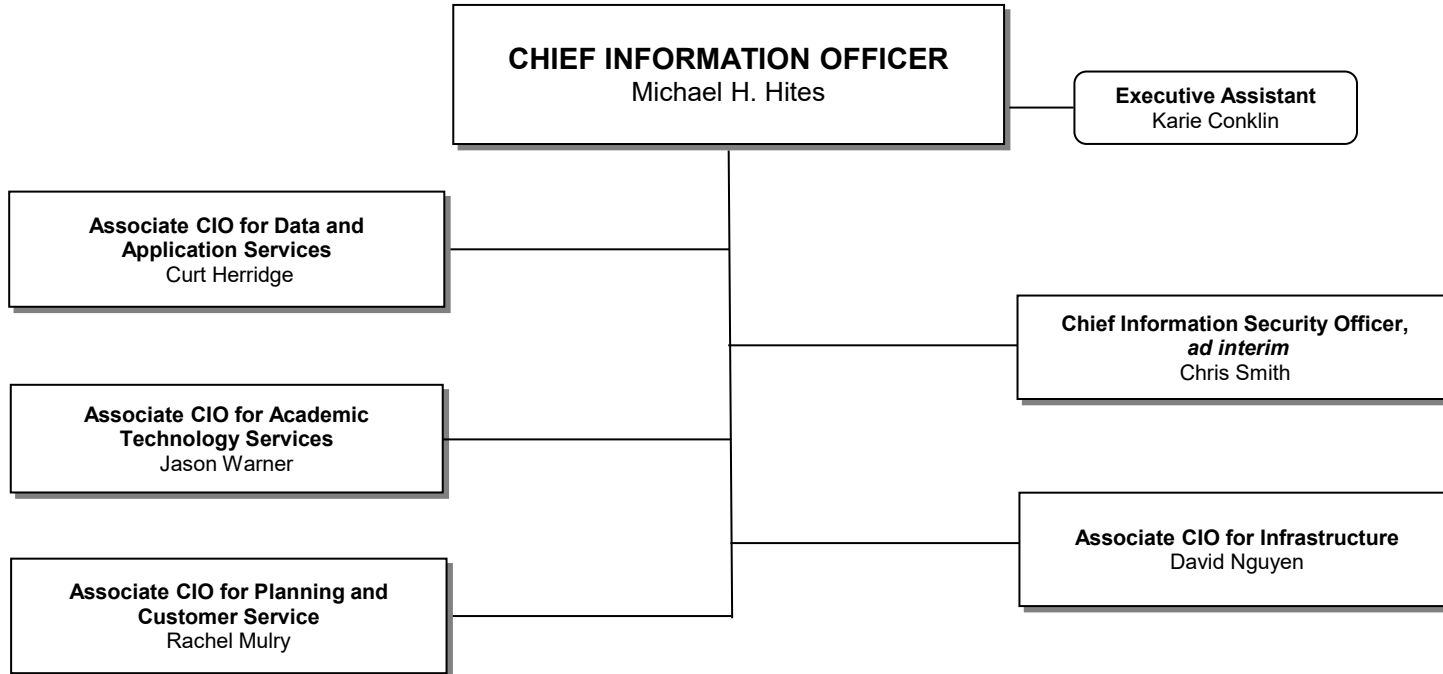 CHIEF INFORMATION OFFICER
Michael H. Hites
Executive Assistant
Karie Conklin
Associate CIO for Data and
Application Services
Curt Herridge
Chief Information Security Officer,
ad interim
Chris Smith
Associate CIO for Academic
Technology Services
Jason Warner
Associate CIO for Infrastructure
David Nguyen
Associate CIO for Planning and
Customer Service
Rachel Mulry